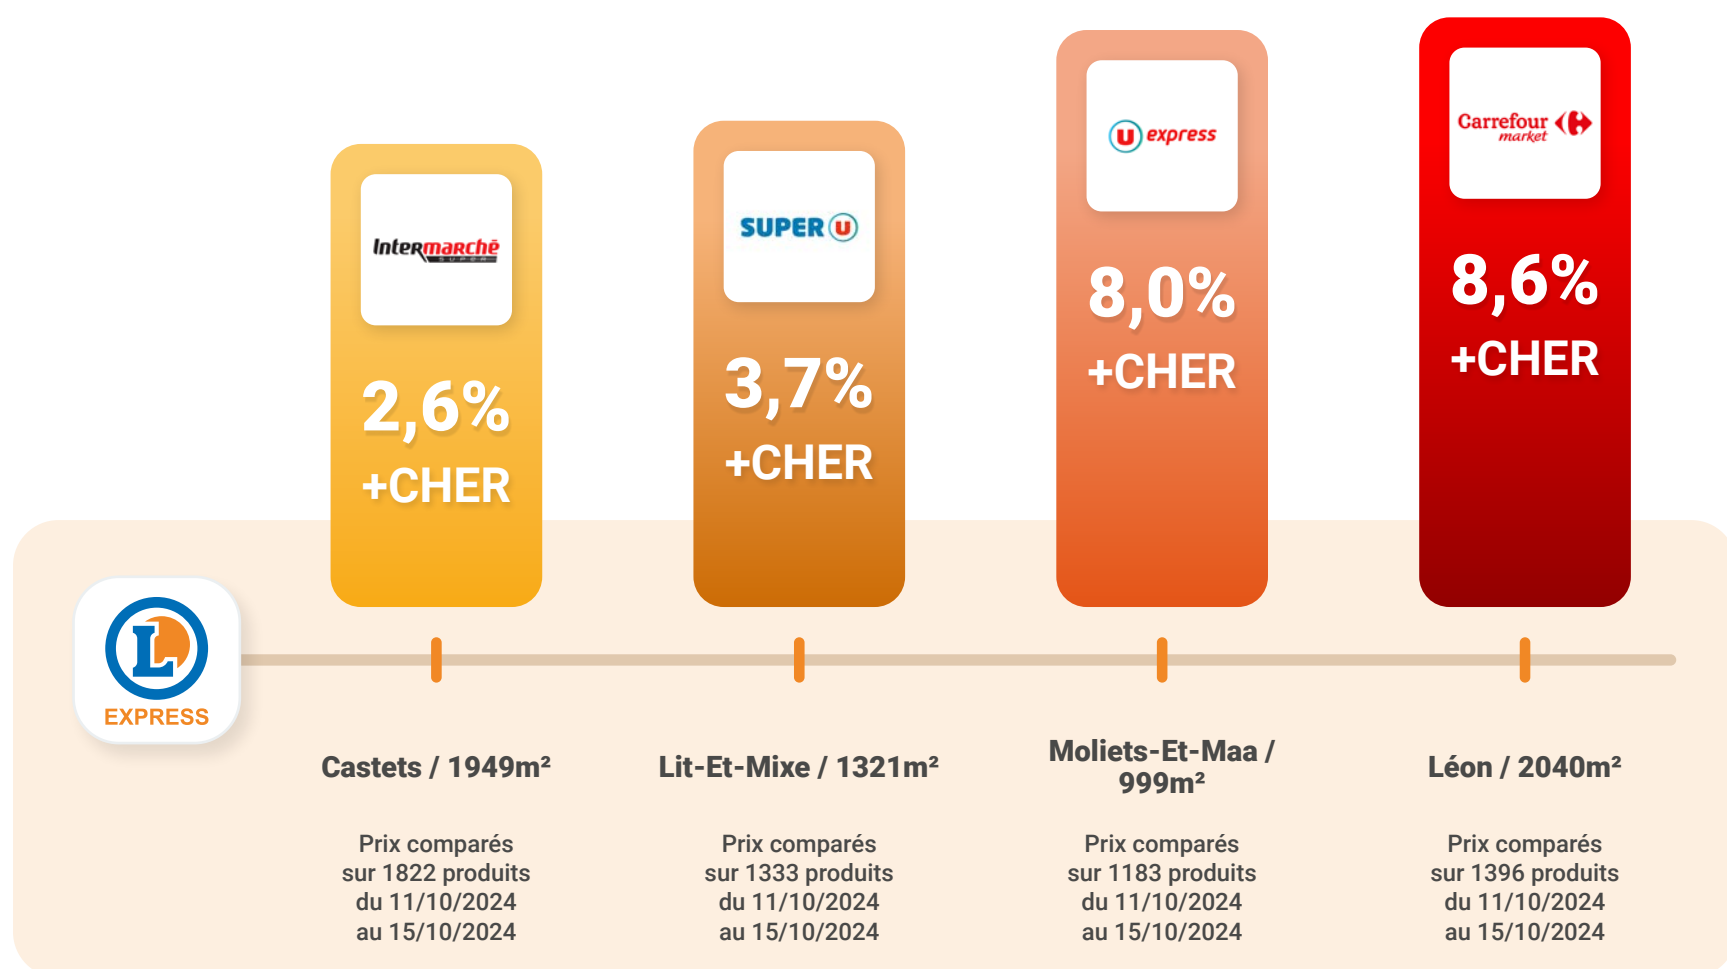 Intermarché
SUPER
2,6%
+CHER
SUPER U
3,7%
+CHER
U express
8,0%
+CHER
Carrefour
market
8,6%
+CHER
L
EXPRESS
Castets / 1949m²
Prix comparés
sur 1822 produits
du 11/10/2024
au 15/10/2024
Lit-Et-Mixe / 1321m²
Prix comparés
sur 1333 produits
du 11/10/2024
au 15/10/2024
Moliets-Et-Maa /
999m²
Prix comparés
sur 1183 produits
du 11/10/2024
au 15/10/2024
Léon / 2040m²
Prix comparés
sur 1396 produits
du 11/10/2024
au 15/10/2024